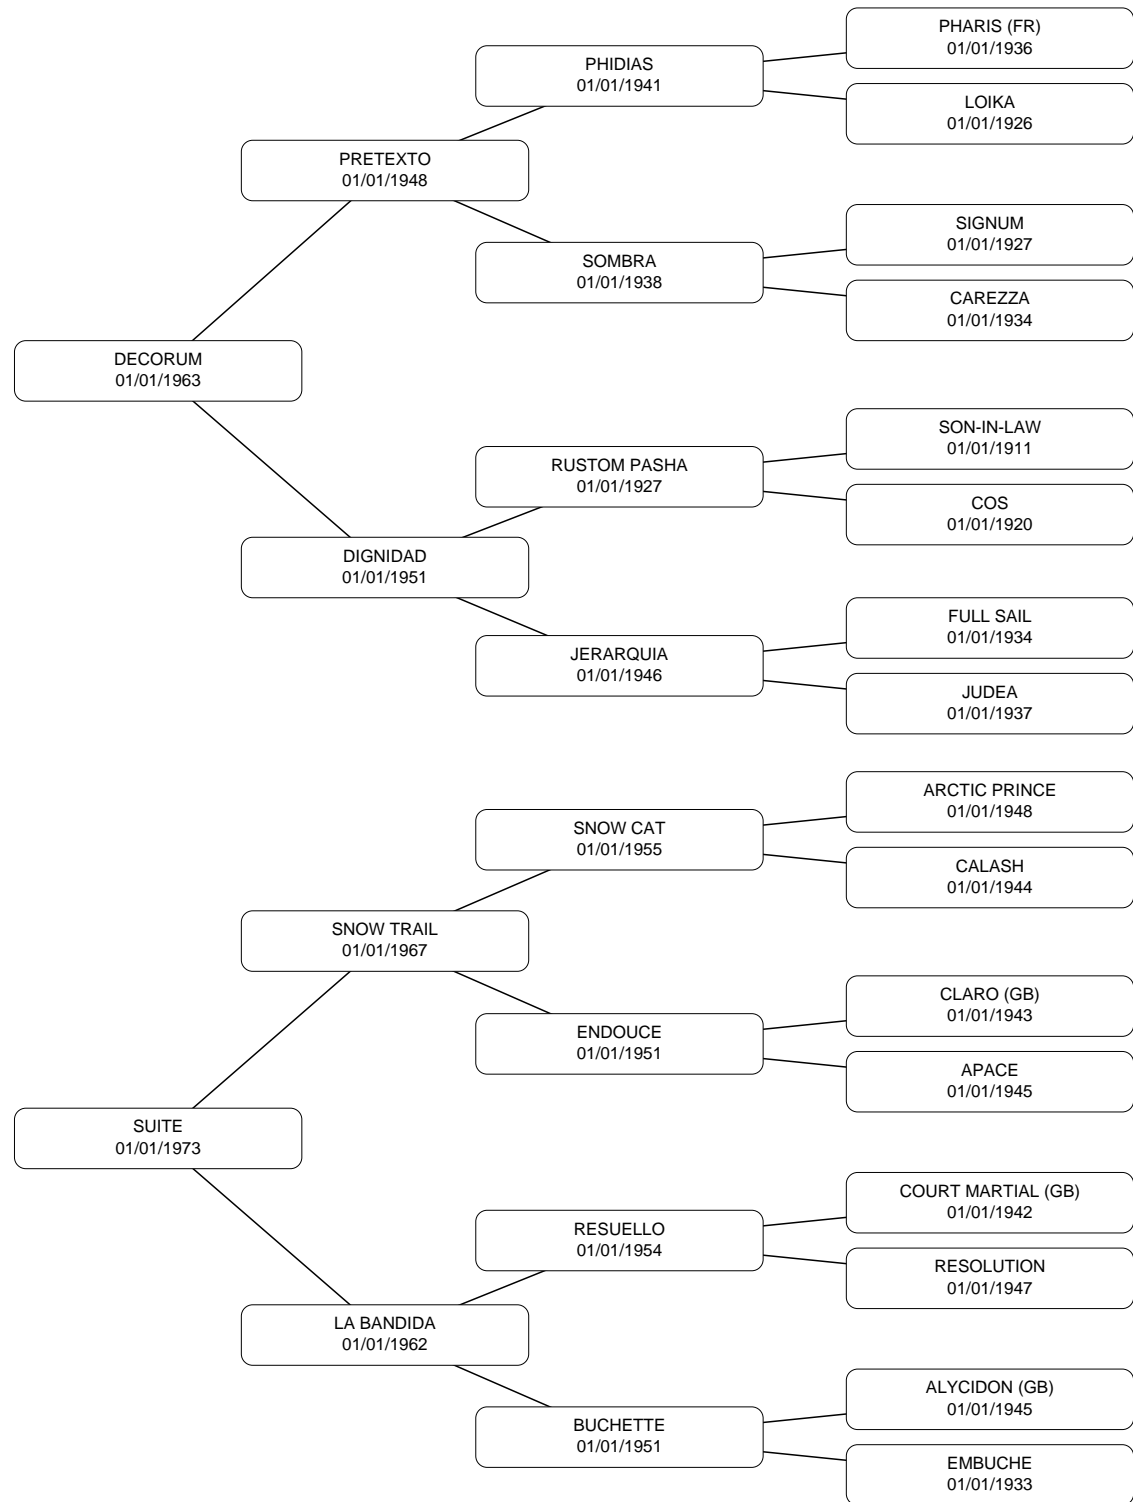 PHARIS (FR)
01/01/1936
PHIDIAS
01/01/1941
LOIKA
01/01/1926
PRETEXTO
01/01/1948
SIGNUM
01/01/1927
SOMBRA
01/01/1938
CAREZZA
01/01/1934
DECORUM
01/01/1963
SON-IN-LAW
01/01/1911
RUSTOM PASHA
01/01/1927
COS
01/01/1920
DIGNIDAD
01/01/1951
FULL SAIL
01/01/1934
JERARQUIA
01/01/1946
JUDEA
01/01/1937
ARCTIC PRINCE
01/01/1948
SNOW CAT
01/01/1955
CALASH
01/01/1944
SNOW TRAIL
01/01/1967
CLARO (GB)
01/01/1943
ENDOUCE
01/01/1951
APACE
01/01/1945
SUITE
01/01/1973
COURT MARTIAL (GB)
01/01/1942
RESUELLO
01/01/1954
RESOLUTION
01/01/1947
LA BANDIDA
01/01/1962
ALYCIDON (GB)
01/01/1945
BUCHETTE
01/01/1951
EMBUCHE
01/01/1933